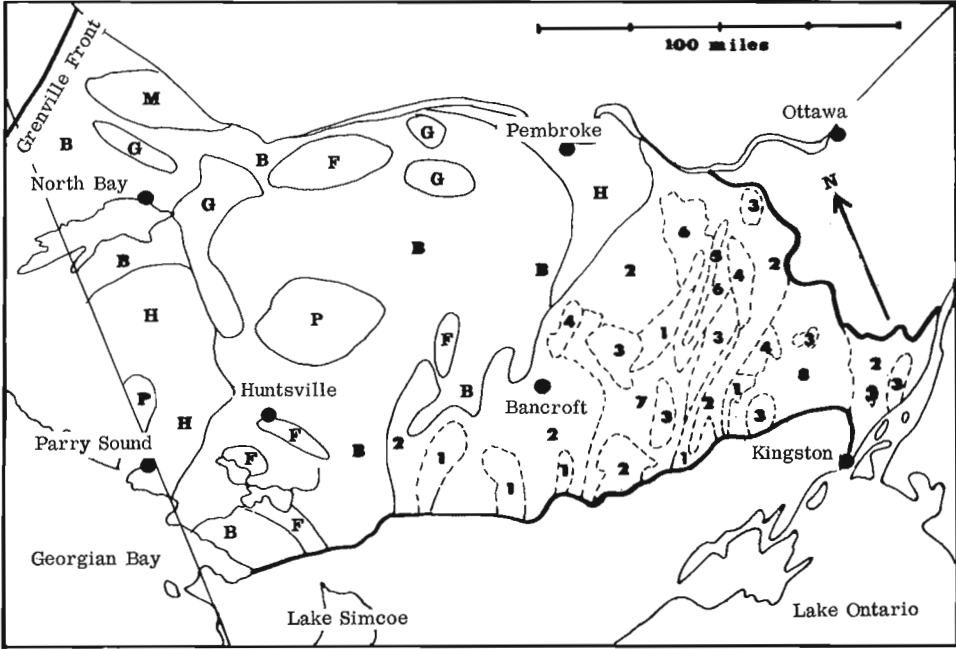 100 miles
Grenville Front
M
Ottawa
Pembroke
G
B
G
B
F
North Bay
G
H
N
G
3
6
B
B
B
2
5
4
2
6
H
P
4
1
3
3
4
3
F
2
8
3
3
P
Huntsville
B
Bancroft
7
3
2
1
3
H
F
B
2
2
Parry Sound
1
F
1
2
1
Kingston
1
B
F
Georgian Bay
Lake Simcoe
Lake Ontario